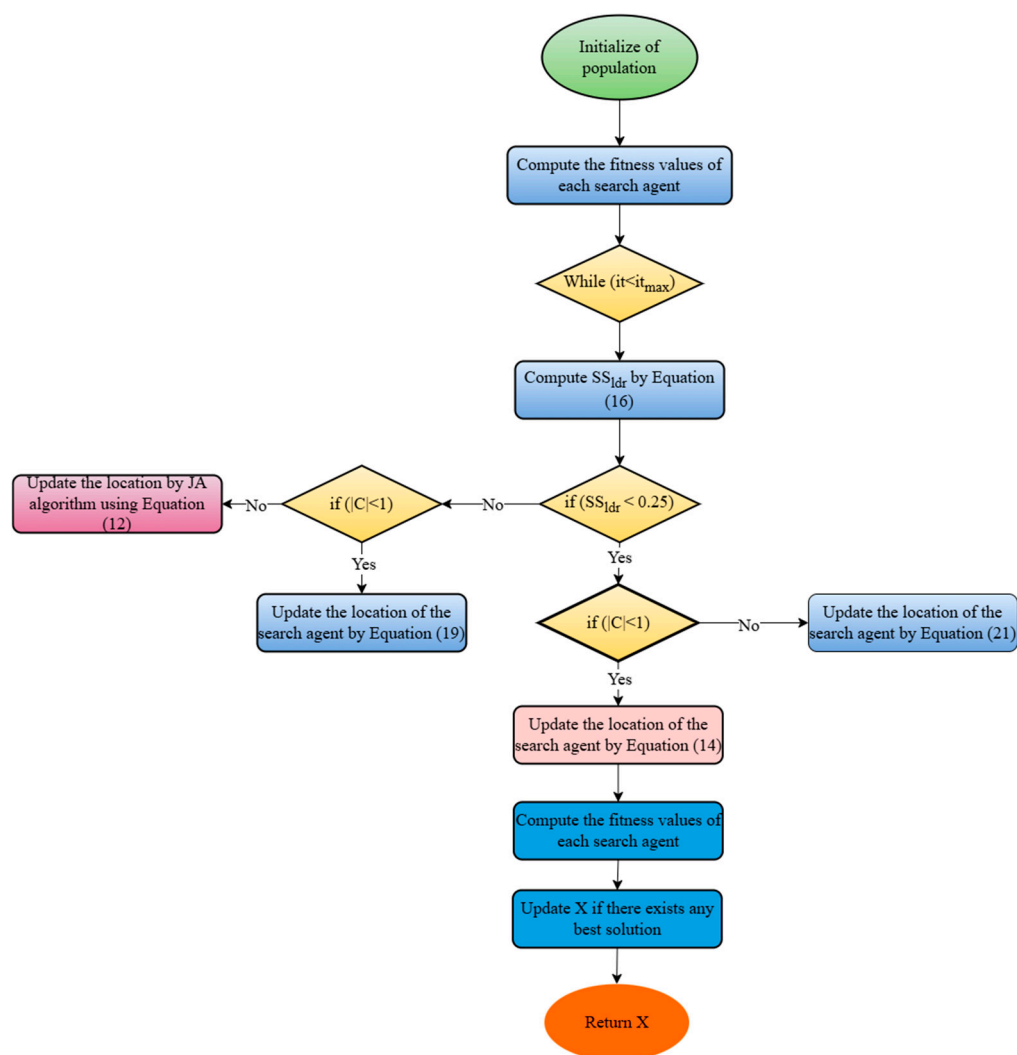 Initialize of
population
Compute the fitness values of
each search agent
While (it<it_max)
Compute SS_ldr by Equation
(16)
Update the location by JA
algorithm using Equation
(12)
No
if (|C|<1)
No
if (SS_ldr < 0.25)
Yes
Yes
Update the location of the
search agent by Equation (19)
if (|C|<1)
No
Update the location of the
search agent by Equation (21)
Yes
Update the location of the
search agent by Equation (14)
Compute the fitness values of
each search agent
Update X if there exists any
best solution
Return X